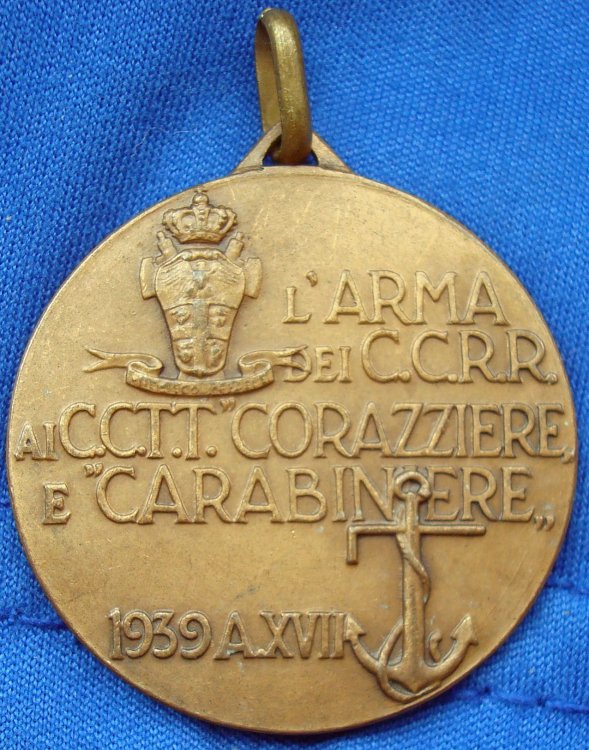 L'ARMA
DEI C.C.R.R.
AI C.C.T.T. "CORAZZIERE„
E "CARABINIERE„
1939 A.XVII